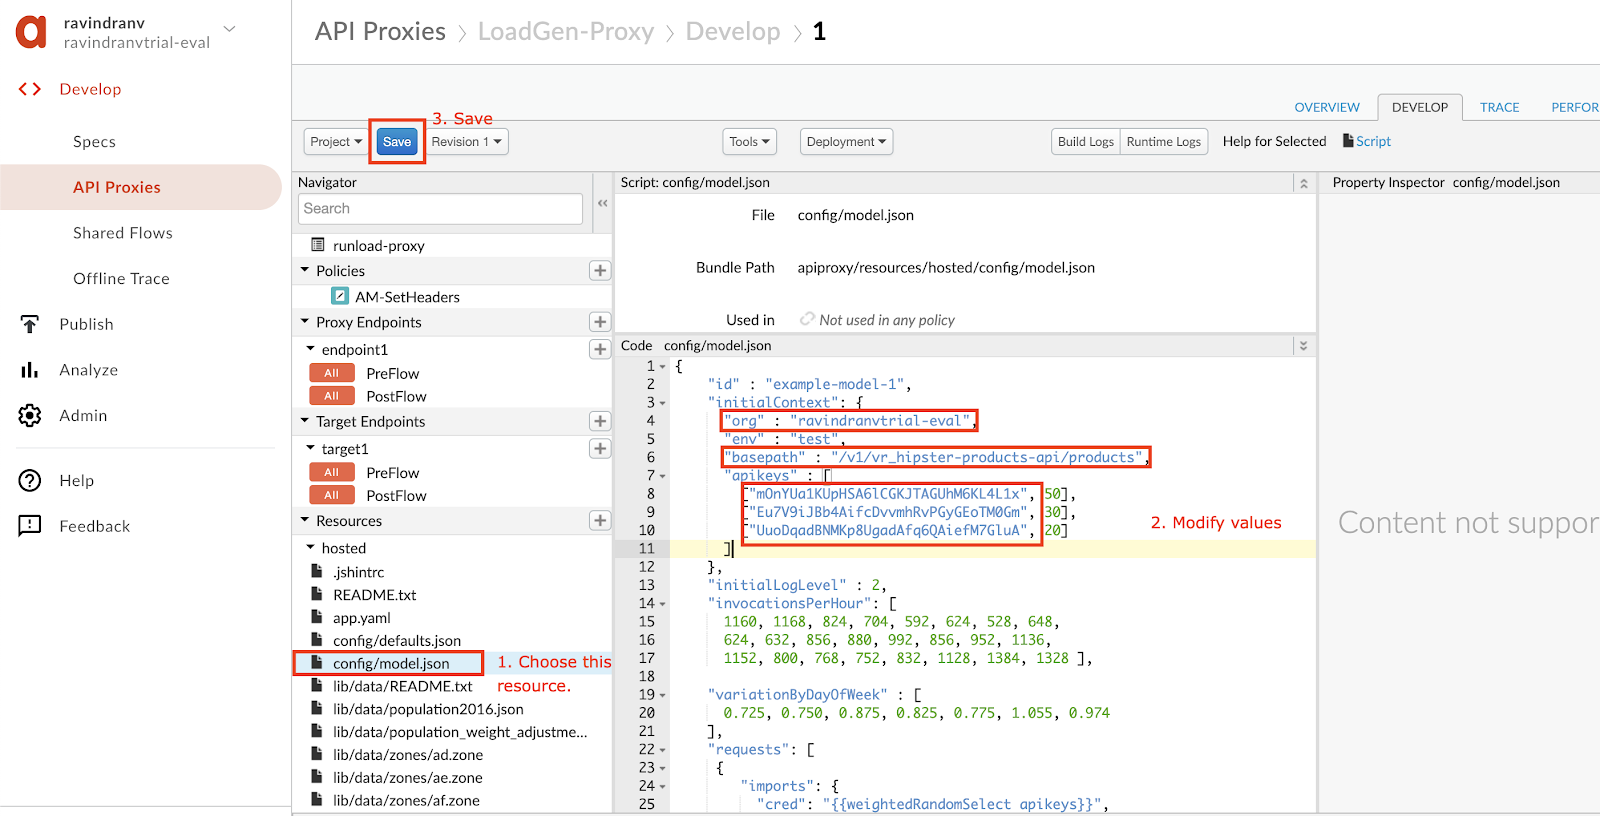 ravindranv
ravindranvtrial-eval
Develop
Specs
API Proxies
Shared Flows
Offline Trace
Publish
Analyze
Admin
Help
Feedback
API Proxies > LoadGen-Proxy > Develop > 1
OVERVIEW DEVELOP TRACE PERFOR
3. Save
Project Save Revision 1 Tools Deployment Build Logs Runtime Logs Help for Selected Script
Navigator
Search
runload-proxy
Policies
AM-SetHeaders
Proxy Endpoints
endpoint1
All PreFlow
All PostFlow
Target Endpoints
target1
All PreFlow
All PostFlow
Resources
hosted
.jshintrc
README.txt
app.yaml
config/defaults.json
config/model.json
1. Choose this
resource.
lib/data/README.txt
lib/data/population2016.json
lib/data/population_weight_adjustme...
lib/data/zones/ad.zone
lib/data/zones/ae.zone
lib/data/zones/af.zone
Script: config/model.json
File config/model.json
Bundle Path apiproxy/resources/hosted/config/model.json
Used in Not used in any policy
Code config/model.json
1 {
2 "id" : "example-model-1",
3 "initialContext": {
4 "org" : "ravindranvtrial-eval",
5 "env" : "test",
6 "basepath" : "/v1/vr_hipster-products-api/products",
7 "apikeys" : [
8 ["mOnYUa1KUpHSA6lCGKJTAGUhM6KL4L1x", 50],
9 ["Eu7V9iJBb4AifcDvvmhRvPGyGEoTM0Gm", 30],
10 ["UuoDqadBNMKp8UgadAfq6QAiefM7GluA", 20]
11 ]
12 },
13 "initialLogLevel" : 2,
14 "invocationsPerHour": [
15 1160, 1168, 824, 704, 592, 624, 528, 648,
16 624, 632, 856, 880, 992, 856, 952, 1136,
17 1152, 800, 768, 752, 832, 1128, 1384, 1328 ],
18
19 "variationByDayOfWeek" : [
20 0.725, 0.750, 0.875, 0.825, 0.775, 1.055, 0.974
21 ],
22 "requests": [
23 {
24 "imports": {
25 "cred": "{{weightedRandomSelect apikeys}}",
2. Modify values
Property Inspector config/model.json
Content not suppor